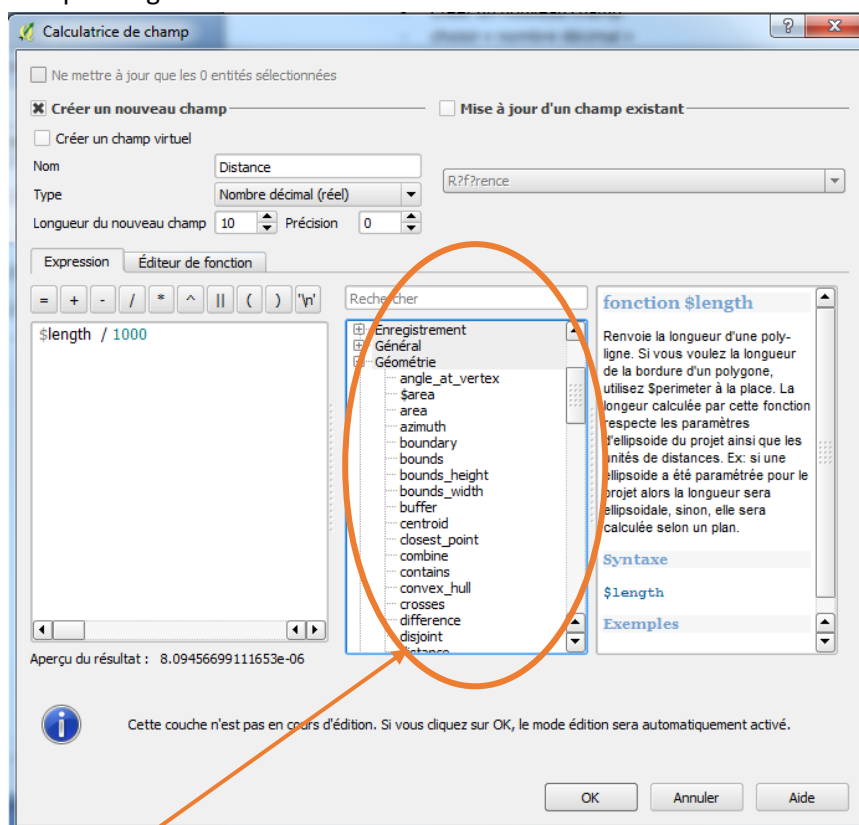 Calculatrice de champ
Ne mettre à jour que les 0 entités sélectionnées
Créer un nouveau champ
Mise à jour d'un champ existant
Créer un champ virtuel
Nom Distance
R?f?rence
Type Nombre décimal (réel)
Longueur du nouveau champ 10 Précision 0
Expression Éditeur de fonction
= + - / * ^ || ( ) '\n'
$length / 1000
Rechercher
Enregistrement
Général
Géométrie
angle_at_vertex
$area
area
azimuth
boundary
bounds
bounds_height
bounds_width
buffer
centroid
closest_point
combine
contains
convex_hull
crosses
difference
disjoint
distance
fonction $length
Renvoie la longueur d'une poly-
ligne. Si vous voulez la longueur
de la bordure d'un polygone,
utilisez $perimeter à la place. La
longeur calculée par cette fonction
respecte les paramètres
d'ellipsoide du projet ainsi que les
unités de distances. Ex: si une
ellipsoide a été paramétrée pour le
projet alors la longueur sera
ellipsoidale, sinon, elle sera
calculée selon un plan.
Syntaxe
$length
Exemples
Aperçu du résultat : 8.09456699111653e-06
Cette couche n'est pas en cours d'édition. Si vous cliquez sur OK, le mode édition sera automatiquement activé.
OK Annuler Aide